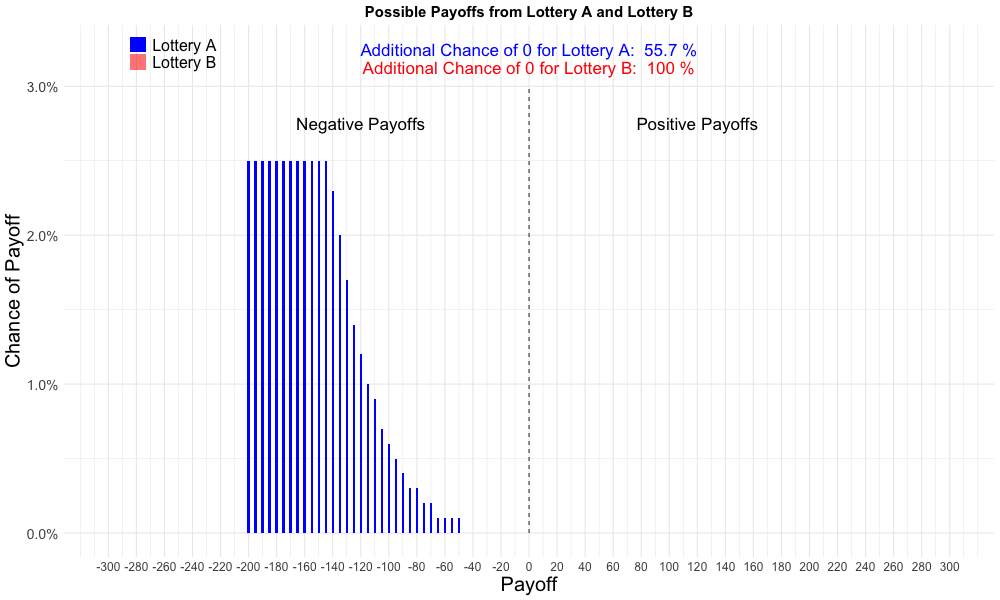 Possible Payoffs from Lottery A and Lottery B
Lottery A
Lottery B
Additional Chance of 0 for Lottery A: 55.7 %
Additional Chance of 0 for Lottery B: 100 %
Negative Payoffs
Positive Payoffs
Chance of Payoff
3.0%
2.0%
1.0%
0.0%
-300 -280 -260 -240 -220 -200 -180 -160 -140 -120 -100 -80 -60 -40 -20 0 20 40 60 80 100 120 140 160 180 200 220 240 260 280 300
Payoff